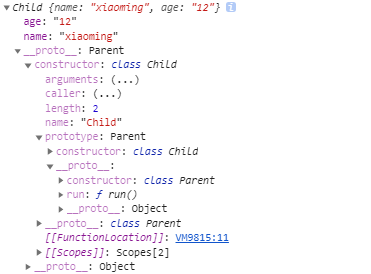 Child {name: "xiaoming", age: "12"} i
age: "12"
name: "xiaoming"
__proto__: Parent
constructor: class Child
arguments: (...)
caller: (...)
length: 2
name: "Child"
prototype: Parent
constructor: class Child
__proto__:
constructor: class Parent
run: ƒ run()
__proto__: Object
__proto__: class Parent
[[FunctionLocation]]: VM9815:11
[[Scopes]]: Scopes[2]
__proto__: Object